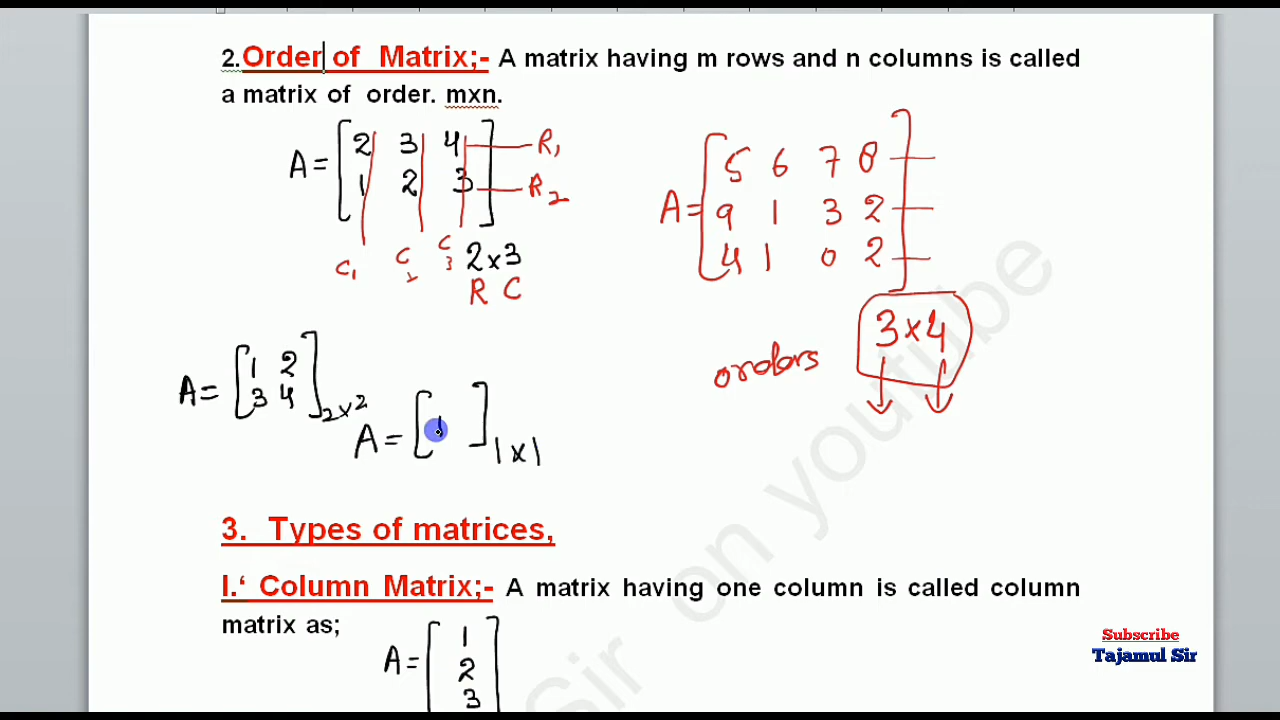 2.Order of Matrix;- A matrix having m rows and n columns is called
a matrix of order. mxn.
A = [ 2 3 4 ] R1
1 2 3 R2
C1 C2 C3 2x3
R C
A = [ 5 6 7 8
9 1 3 2
4 1 0 2 ]
orders 3x4
A = [ 1 2
3 4 ] 2x2
A = [ 1 ] 1x1
3. Types of matrices,
I.‘ Column Matrix;- A matrix having one column is called column
matrix as;
A = [ 1
2
3
Sir on youtube
Subscribe
Tajamul Sir